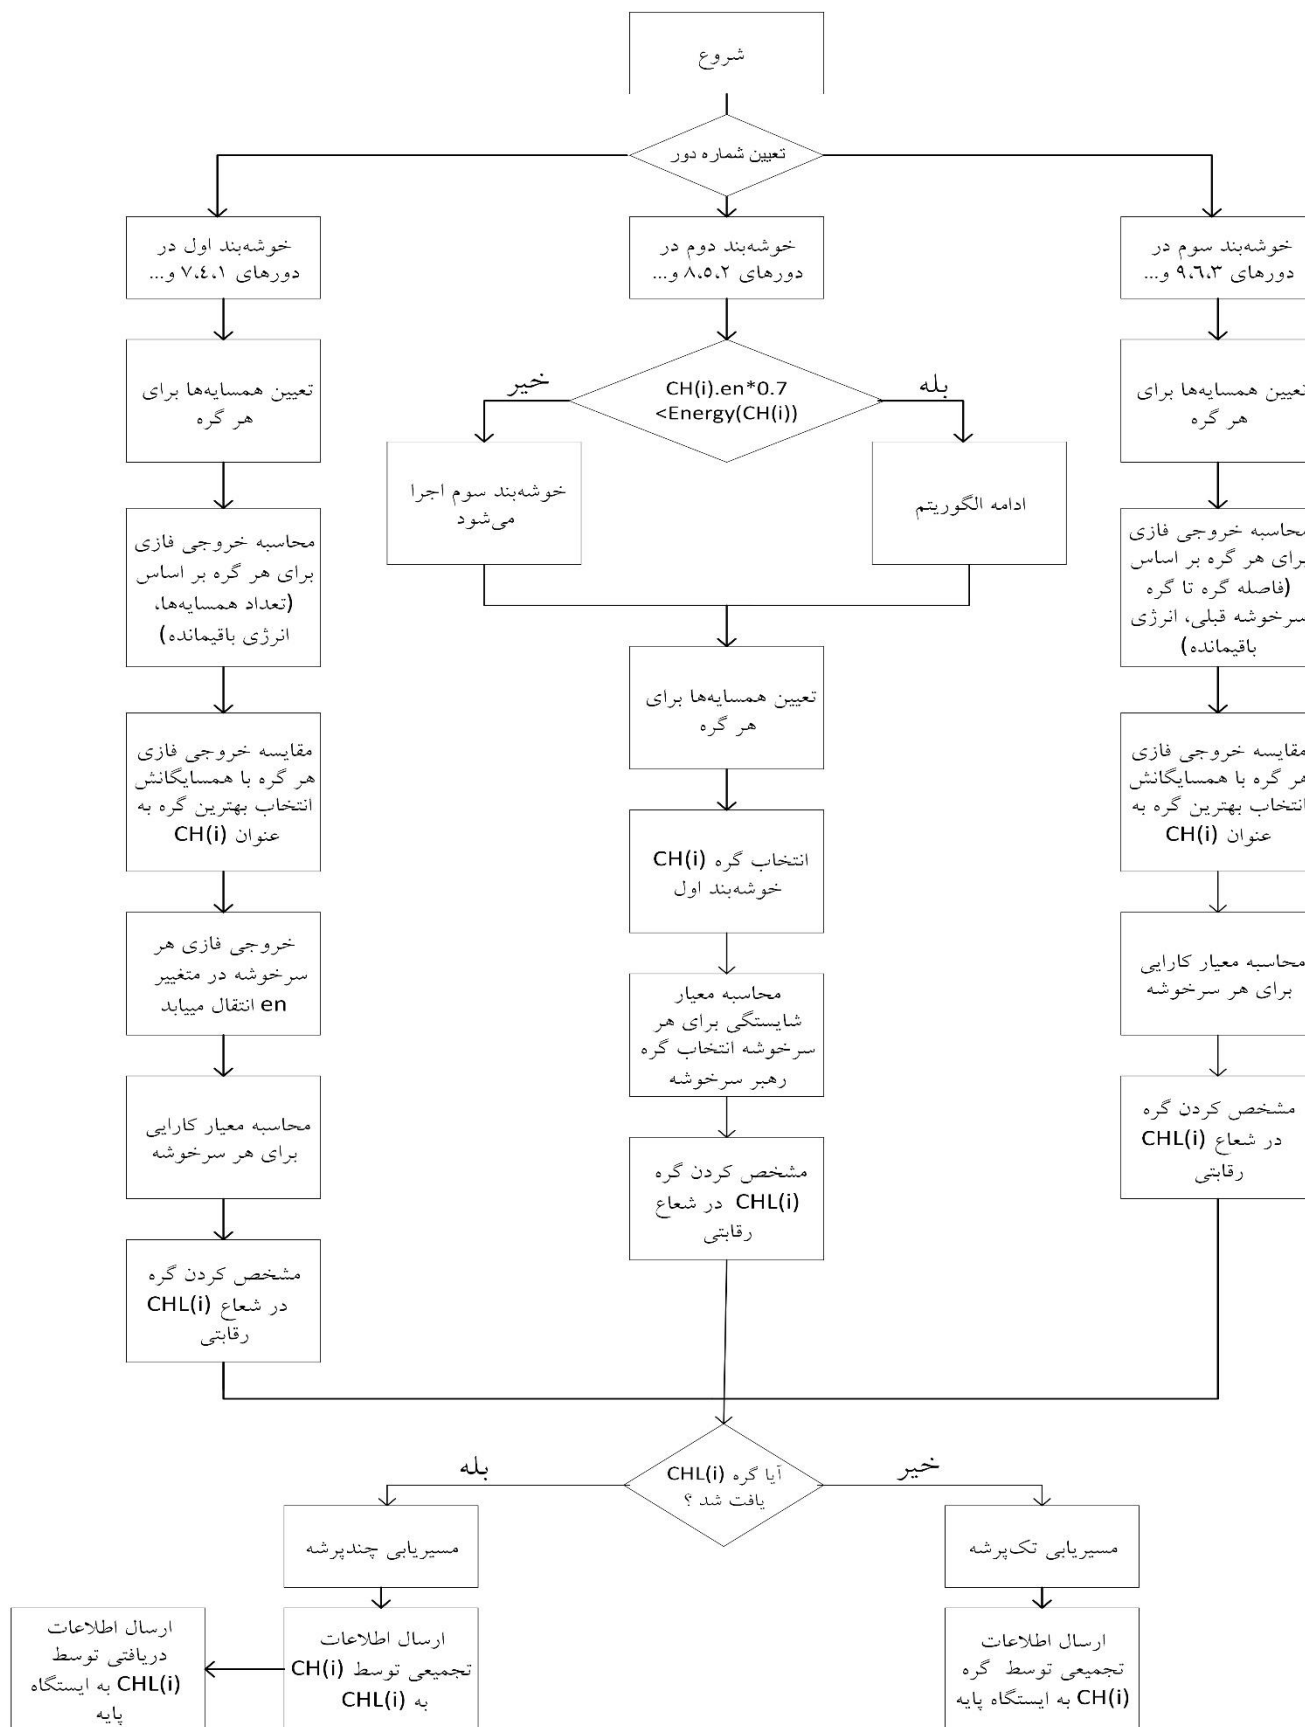 شروع
تعیین شماره دور
خوشه‌بند اول در
دورهای ۷،٤،۱ و...
تعیین همسایه‌ها برای
هر گره
محاسبه خروجی فازی
برای هر گره بر اساس
(تعداد همسایه‌ها،
انرژی باقیمانده)
مقایسه خروجی فازی
هر گره با همسایگانش
انتخاب بهترین گره به
عنوان CH(i)
خروجی فازی هر
سرخوشه در متغییر
en انتقال مییابد
محاسبه معیار کارایی
برای هر سرخوشه
مشخص کردن گره
CHL(i) در شعاع
رقابتی
خوشه‌بند دوم در
دورهای ۸،۵،۲ و...
CH(i).en*0.7
<Energy(CH(i))
خیر
بله
خوشه‌بند سوم اجرا
می‌شود
ادامه الگوریتم
تعیین همسایه‌ها برای
هر گره
انتخاب گره CH(i)
خوشه‌بند اول
محاسبه معیار
شایستگی برای هر
سرخوشه انتخاب گره
رهبر سرخوشه
مشخص کردن گره
CHL(i) در شعاع
رقابتی
خوشه‌بند سوم در
دورهای ۹،٦،۳ و...
تعیین همسایه‌ها برای
هر گره
محاسبه خروجی فازی
برای هر گره بر اساس
(فاصله گره تا گره
سرخوشه قبلی، انرژی
باقیمانده)
مقایسه خروجی فازی
هر گره با همسایگانش
انتخاب بهترین گره به
عنوان CH(i)
محاسبه معیار کارایی
برای هر سرخوشه
مشخص کردن گره
CHL(i) در شعاع
رقابتی
آیا گره CHL(i)
یافت شد ؟
بله
خیر
مسیریابی چندپرشه
ارسال اطلاعات
تجمیعی توسط CH(i)
به CHL(i)
ارسال اطلاعات
دریافتی توسط
CHL(i) به ایستگاه
پایه
مسیریابی تک‌پرشه
ارسال اطلاعات
تجمیعی توسط گره
CH(i) به ایستگاه پایه